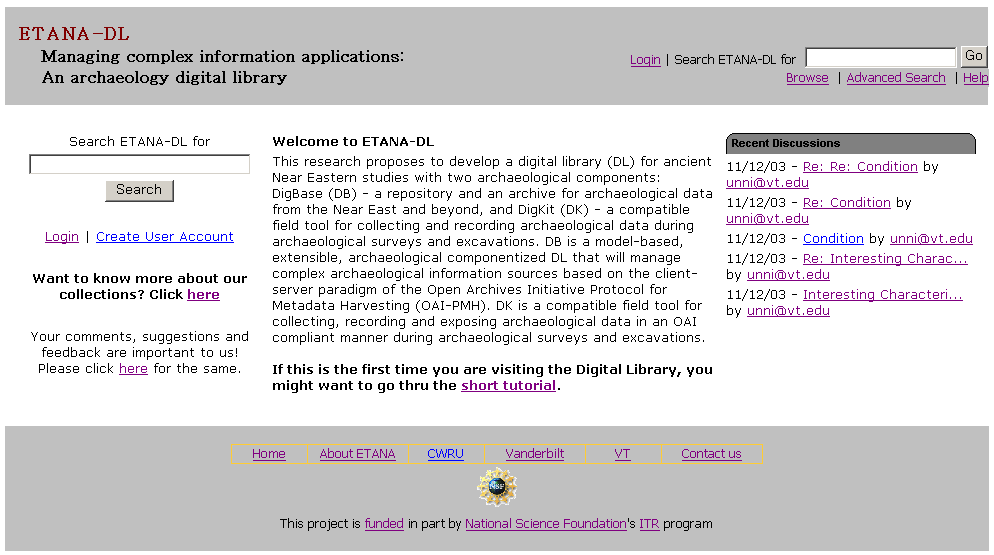 ETANA-DL
Managing complex information applications:
An archaeology digital library
Login | Search ETANA-DL for Go
Browse | Advanced Search | Help
Search ETANA-DL for
Search
Login | Create User Account
Want to know more about our
collections? Click here
Your comments, suggestions and
feedback are important to us!
Please click here for the same.
Welcome to ETANA-DL
This research proposes to develop a digital library (DL) for ancient
Near Eastern studies with two archaeological components:
DigBase (DB) - a repository and an archive for archaeological data
from the Near East and beyond, and DigKit (DK) - a compatible
field tool for collecting and recording archaeological data during
archaeological surveys and excavations. DB is a model-based,
extensible, archaeological componentized DL that will manage
complex archaeological information sources based on the client-
server paradigm of the Open Archives Initiative Protocol for
Metadata Harvesting (OAI-PMH). DK is a compatible field tool for
collecting, recording and exposing archaeological data in an OAI
compliant manner during archaeological surveys and excavations.
If this is the first time you are visiting the Digital Library, you
might want to go thru the short tutorial.
Recent Discussions
11/12/03 - Re: Re: Condition by
unni@vt.edu
11/12/03 - Re: Condition by
unni@vt.edu
11/12/03 - Condition by unni@vt.edu
11/12/03 - Re: Interesting Charac...
by unni@vt.edu
11/12/03 - Interesting Characteri...
by unni@vt.edu
Home About ETANA CWRU Vanderbilt VT Contact us
NSF
This project is funded in part by National Science Foundation's ITR program